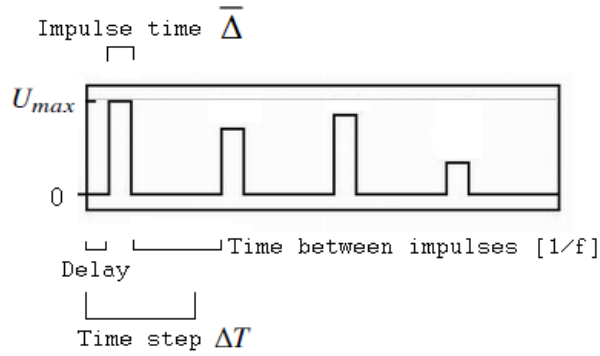 Impulse time Δ̅
U_max
0
Time between impulses [1/f]
Delay
Time step ΔT